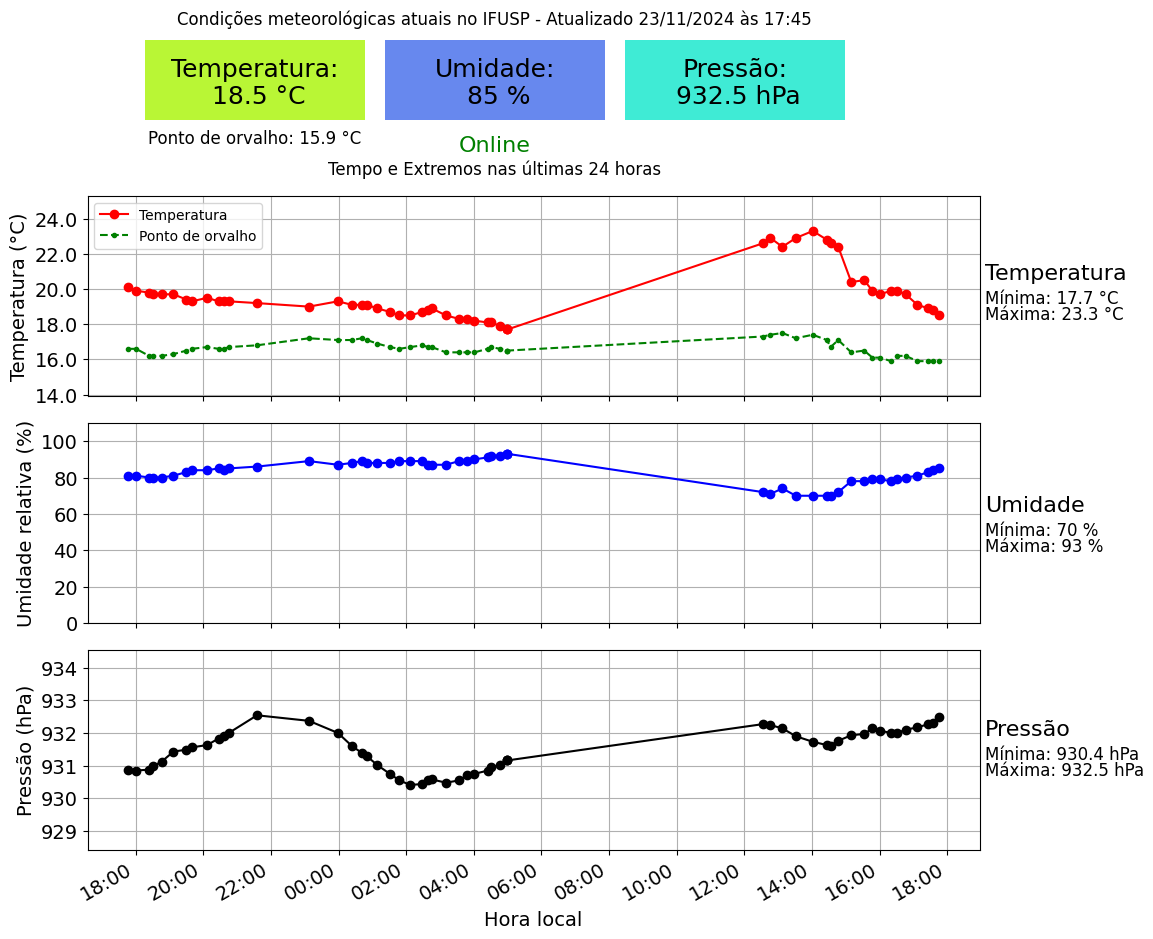 Condições meteorológicas atuais no IFUSP - Atualizado 23/11/2024 às 17:45
Temperatura:
18.5 °C
Umidade:
85 %
Pressão:
932.5 hPa
Ponto de orvalho: 15.9 °C
Online
Tempo e Extremos nas últimas 24 horas
Temperatura (°C)
24.0
22.0
20.0
18.0
16.0
14.0
Temperatura
Ponto de orvalho
Temperatura
Mínima: 17.7 °C
Máxima: 23.3 °C
Umidade relativa (%)
100
80
60
40
20
0
Umidade
Mínima: 70 %
Máxima: 93 %
Pressão (hPa)
934
933
932
931
930
929
Pressão
Mínima: 930.4 hPa
Máxima: 932.5 hPa
18:00 20:00 22:00 00:00 02:00 04:00 06:00 08:00 10:00 12:00 14:00 16:00 18:00
Hora local